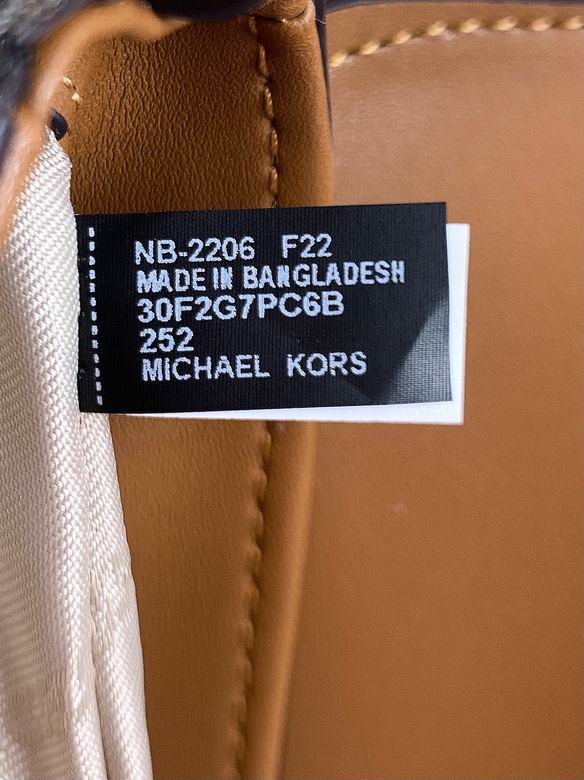 NB-2206 F22
MADE IN BANGLADESH
30F2G7PC6B
252
MICHAEL KORS